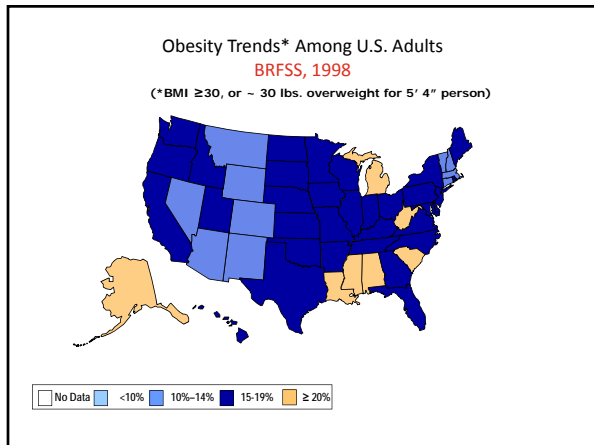 Obesity Trends* Among U.S. Adults
BRFSS, 1998
(*BMI ≥30, or ~ 30 lbs. overweight for 5’ 4” person)
No Data <10% 10%–14% 15-19% ≥ 20%